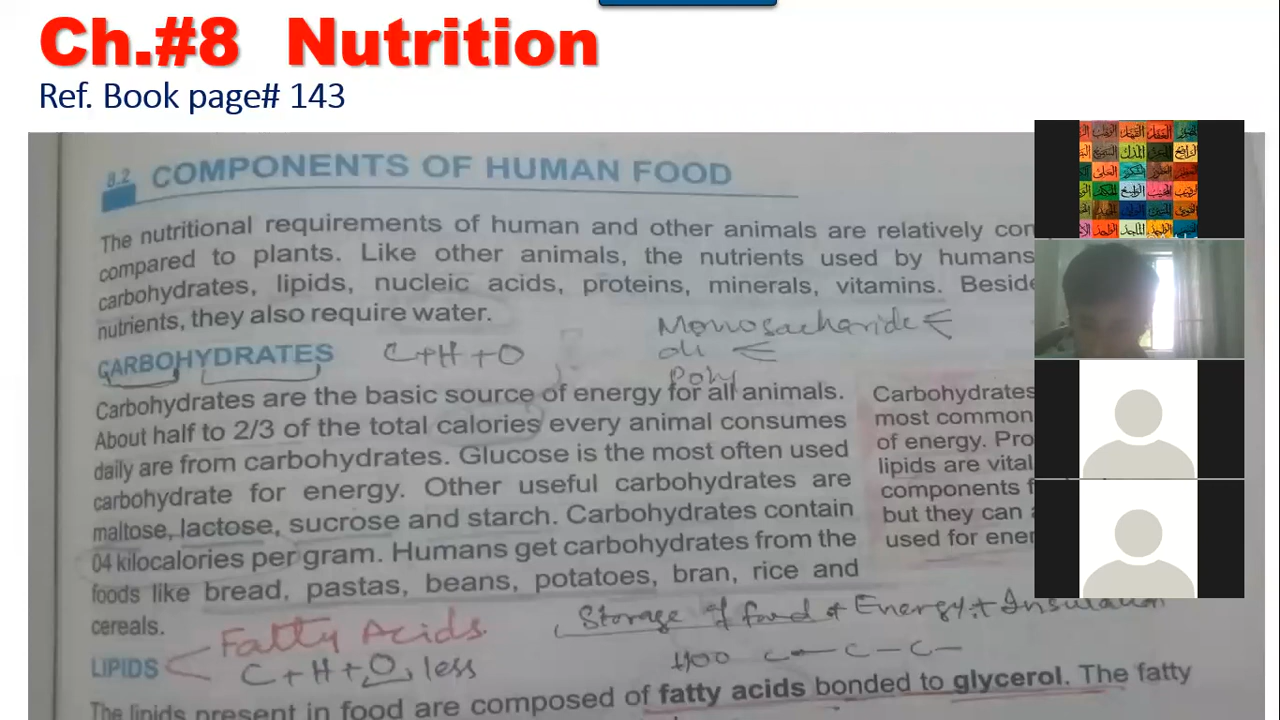 Ch.#8 Nutrition
Ref. Book page# 143
8.2 COMPONENTS OF HUMAN FOOD
The nutritional requirements of human and other animals are relatively
compared to plants. Like other animals, the nutrients used by humans
carbohydrates, lipids, nucleic acids, proteins, minerals, vitamins.
nutrients, they also require water.
Monosacharide
CARBOHYDRATES C+H+O
Poly
Carbohydrates are the basic source of energy for all animals.
About half to 2/3 of the total calories every animal consumes
daily are from carbohydrates. Glucose is the most often used
carbohydrate for energy. Other useful carbohydrates are
maltose, lactose, sucrose and starch. Carbohydrates contain
04 kilocalories per gram. Humans get carbohydrates from the
foods like bread, pastas, beans, potatoes, bran, rice and
cereals.
Carbohydrates
most common
of energy.
lipids are vital
components
but they can
used for
Storage of food + Energy + Insulation
Fatty Acids
LIPIDS C+H+O, less
C-C-C-
The lipids present in food are composed of fatty acids bonded to glycerol. The fatty